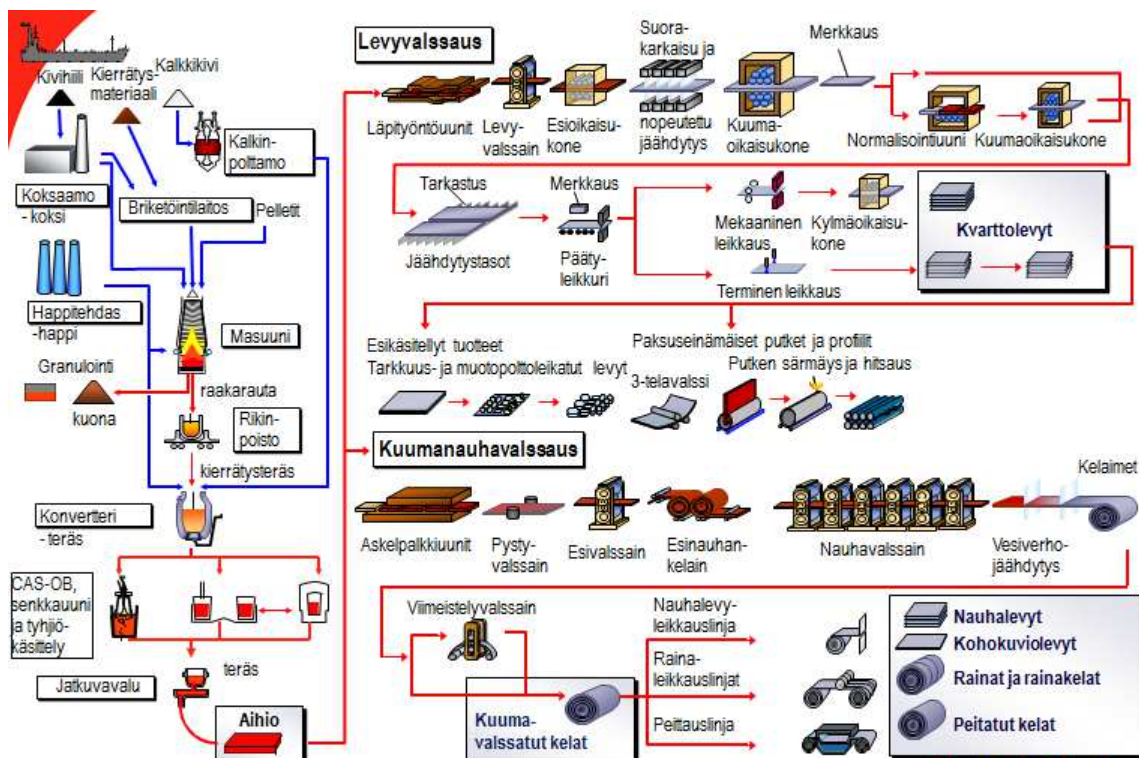 Kivihiili
Kierrätys-
materiaali
Kalkkikivi
Kalkin-
polttamo
Koksaamo
- koksi
Briketöintilaitos
Pelletit
Happitehdas
-happi
Masuuni
Granulointi
kuona
raakarauta
Rikin-
poisto
kierrätysteräs
Konvertteri
- teräs
CAS-OB,
senkkauuni
ja tyhjiö-
käsittely
Jatkuvavalu
teräs
Aihio
Levyvalssaus
Läpityöntöuunit
Levy-
valssain
Esioikaisu-
kone
Suora-
karkaisu ja
nopeutettu
jäähdytys
Kuuma-
oikaisukone
Merkkaus
Normalisointiuuni
Kuumaoikaisukone
Tarkastus
Jäähdytystasot
Merkkaus
Pääty-
leikkuri
Mekaaninen
leikkaus
Kylmäoikaisu-
kone
Terminen leikkaus
Kvarttolevyt
Esikäsitellyt tuotteet
Tarkkuus- ja muotopolttoleikatut levyt
Paksuseinämäiset putket ja profiilit
3-telavalssi
Putken särmäys ja hitsaus
Kuumanauhavalssaus
Askelpalkkiuunit
Pysty-
valssain
Esivalssain
Esinauhan-
kelain
Nauhavalssain
Vesiverho-
jäähdytys
Kelaimet
Viimeistelyvalssain
Kuuma-
valssatut kelat
Nauhalevy-
leikkauslinja
Raina-
leikkauslinjat
Peittauslinja
Nauhalevyt
Kohokuviolevyt
Rainat ja rainakelat
Peitatut kelat